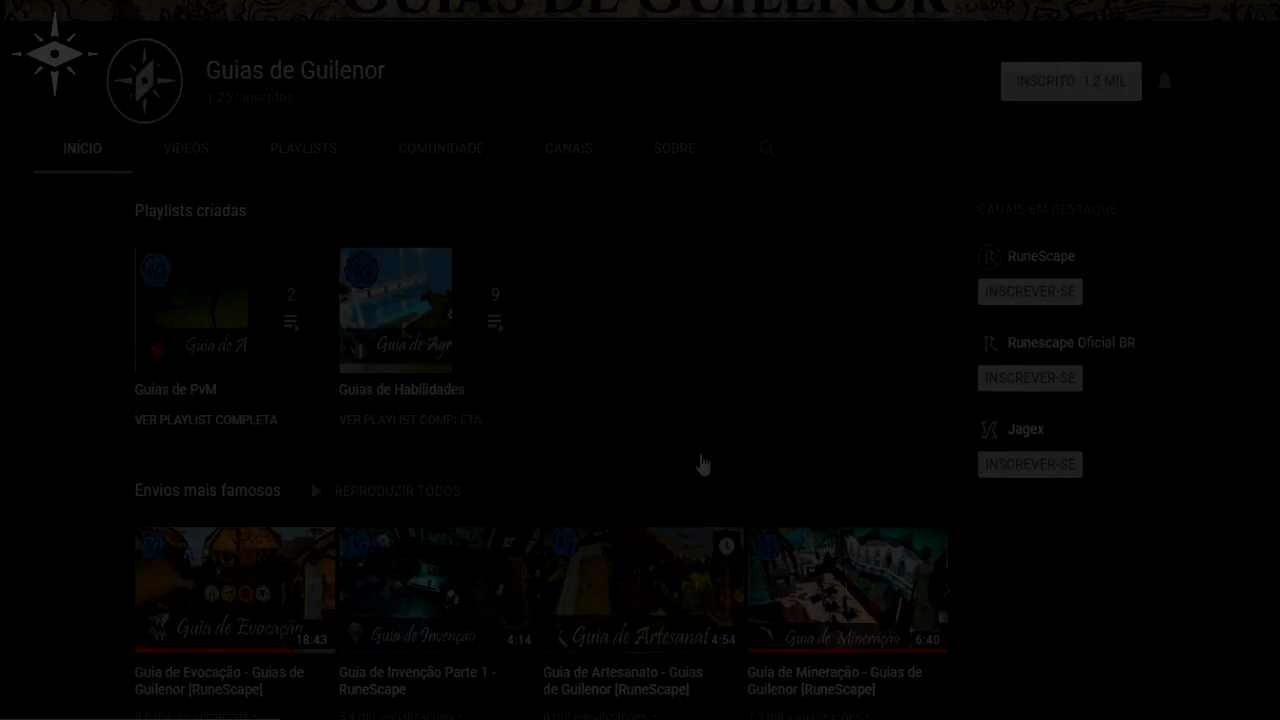 GUIAS DE GUILENOR
Swamp
Guias de Guilenor
1 257 inscritos
INSCRITO 1,2 MIL
INÍCIO
VÍDEOS
PLAYLISTS
COMUNIDADE
CANAIS
SOBRE
Playlists criadas
2
Guia de A
Guias de PvM
VER PLAYLIST COMPLETA
9
Guia de Agr
Guias de Habilidades
VER PLAYLIST COMPLETA
CANAIS EM DESTAQUE
RuneScape
INSCREVER-SE
Runescape Oficial BR
INSCREVER-SE
Jagex
INSCREVER-SE
Envios mais famosos
REPRODUZIR TODOS
Guia de Evocação
18:43
Guia de Evocação - Guias de
Guilenor [RuneScape]
Guia de Invenção
4:14
Guia de Invenção Parte 1 -
RuneScape
Guia de Artesanat
4:54
Guia de Artesanato - Guias
de Guilenor [RuneScape]
Guia de Mineração
6:40
Guia de Mineração - Guias de
Guilenor [RuneScape]